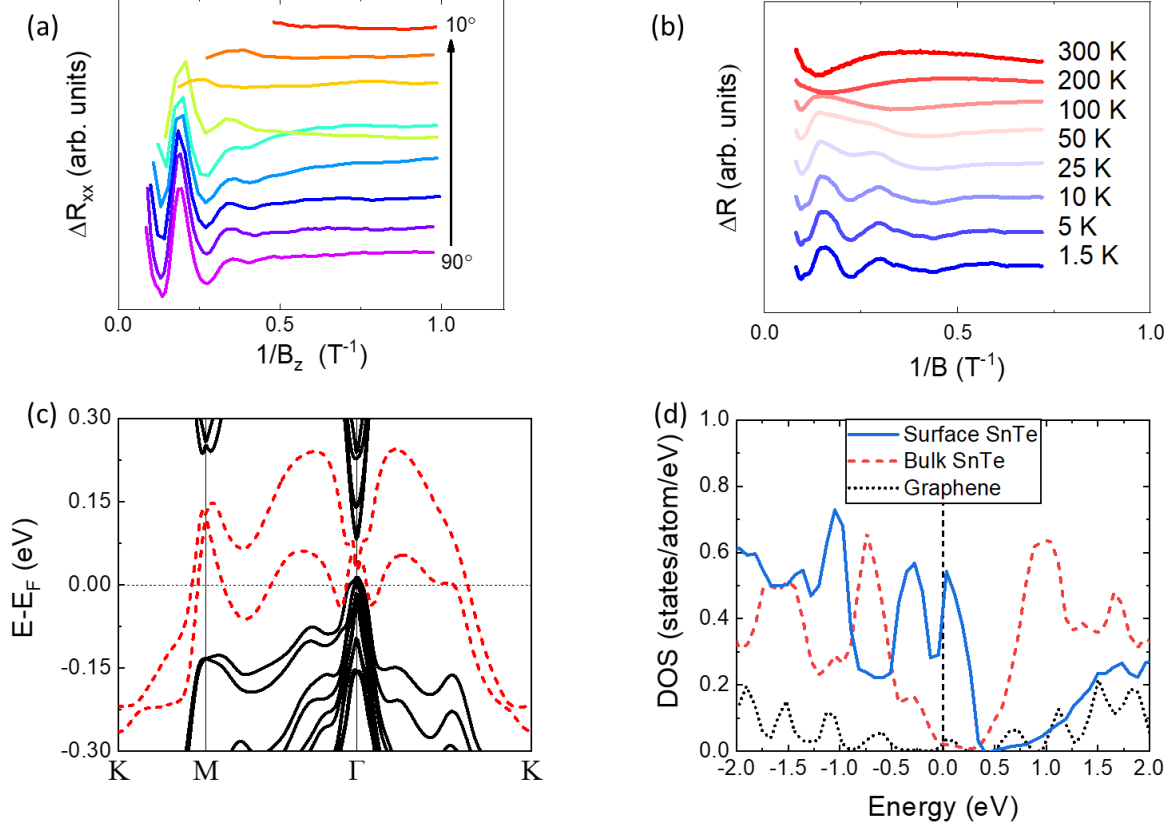 (a)
10°
90°
ΔRxx (arb. units)
0.0 0.5 1.0
1/Bz (T-1)
(b)
300 K
200 K
100 K
50 K
25 K
10 K
5 K
1.5 K
ΔR (arb. units)
0.0 0.5 1.0
1/B (T-1)
(c)
0.30
0.15
0.00
-0.15
-0.30
E-EF (eV)
K M Γ K
(d)
Surface SnTe
Bulk SnTe
Graphene
1.0
0.8
0.6
0.4
0.2
0.0
DOS (states/atom/eV)
-2.0 -1.5 -1.0 -0.5 0.0 0.5 1.0 1.5 2.0
Energy (eV)